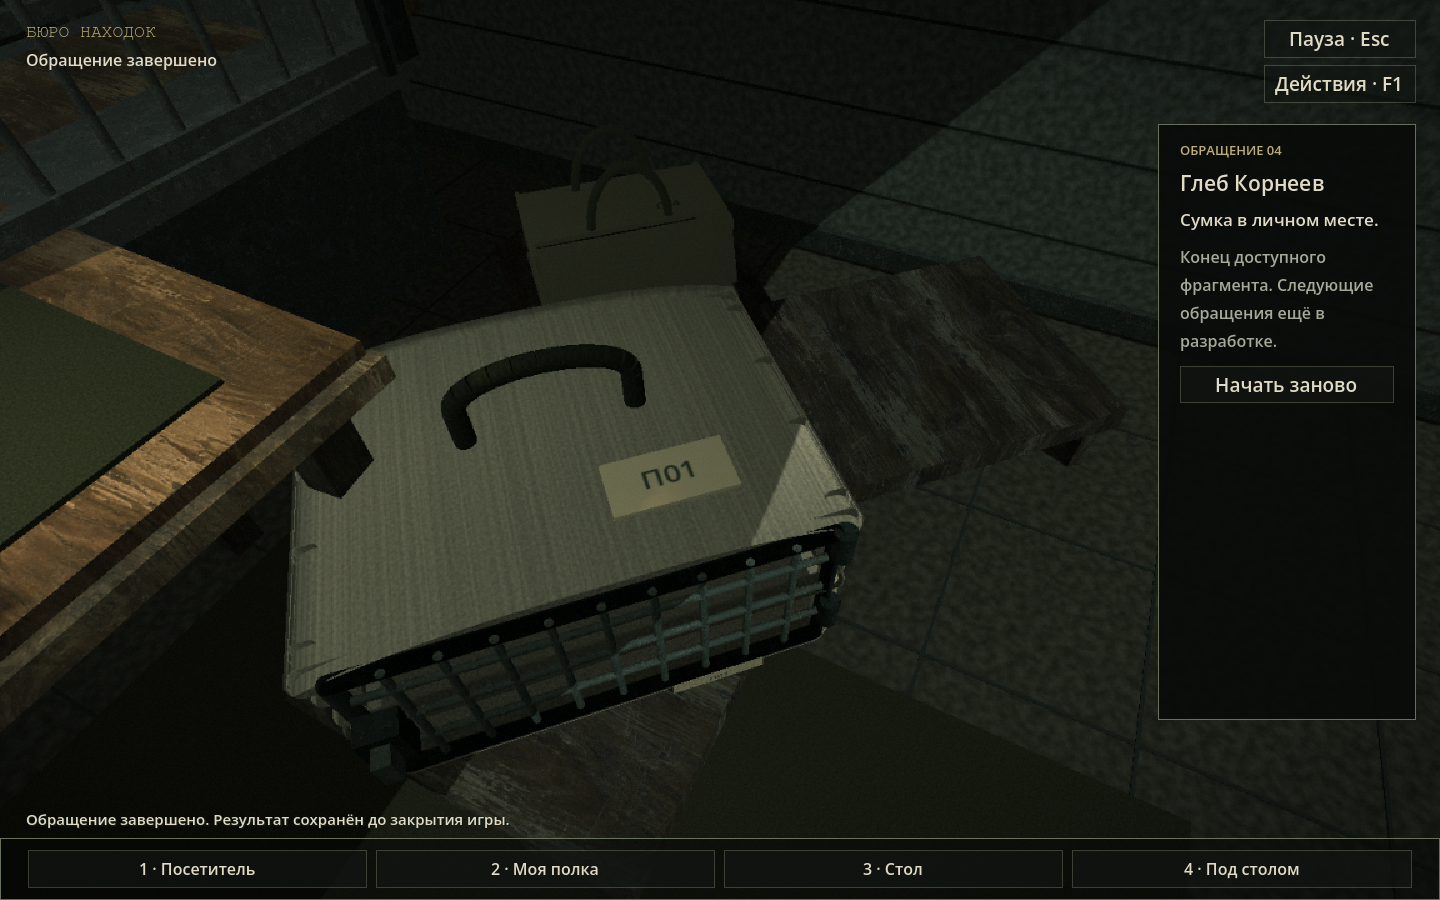 БЮРО НАХОДОК
Обращение завершено
Пауза · Esc
Действия · F1
ОБРАЩЕНИЕ 04
Глеб Корнеев
Сумка в личном месте.
Конец доступного
фрагмента. Следующие
обращения ещё в
разработке.
Начать заново
П01
Обращение завершено. Результат сохранён до закрытия игры.
1 · Посетитель
2 · Моя полка
3 · Стол
4 · Под столом